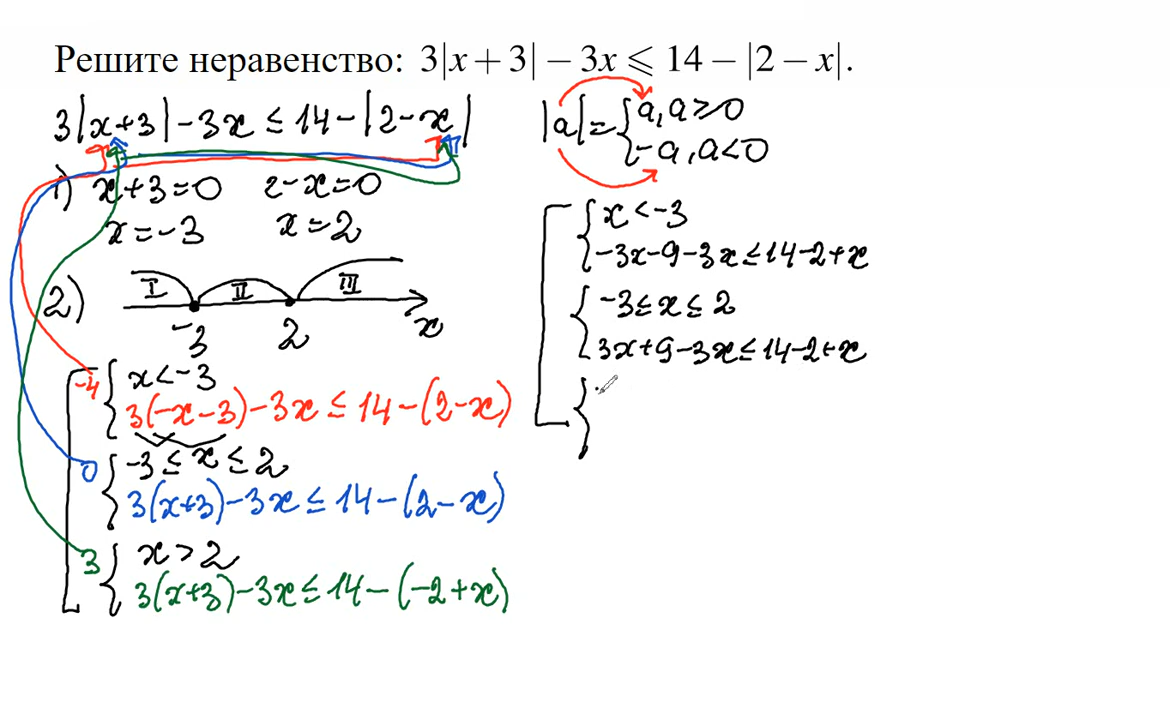 Решите неравенство: 3|x + 3| − 3x ⩽ 14 − |2 − x|.
3|x+3|-3x≤14-|2-x|
1) x+3=0 2-x=0
x=-3 x=2
2) I II III
-3 2 x
-4 { x<-3
3(-x-3)-3x≤14-(2-x)
0 { -3≤x≤2
3(x+3)-3x≤14-(2-x)
3 { x>2
3(x+3)-3x≤14-(-2+x)
|a|={a, a≥0
-a, a<0
[ { x<-3
-3x-9-3x≤14-2+x
{ -3≤x≤2
3x+9-3x≤14-2+x
{